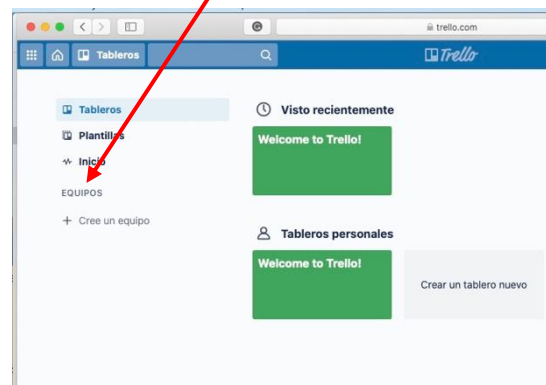 trello.com
Tableros
Trello
Tableros
Plantillas
Inicio
EQUIPOS
+ Cree un equipo
Visto recientemente
Welcome to Trello!
Tableros personales
Welcome to Trello!
Crear un tablero nuevo